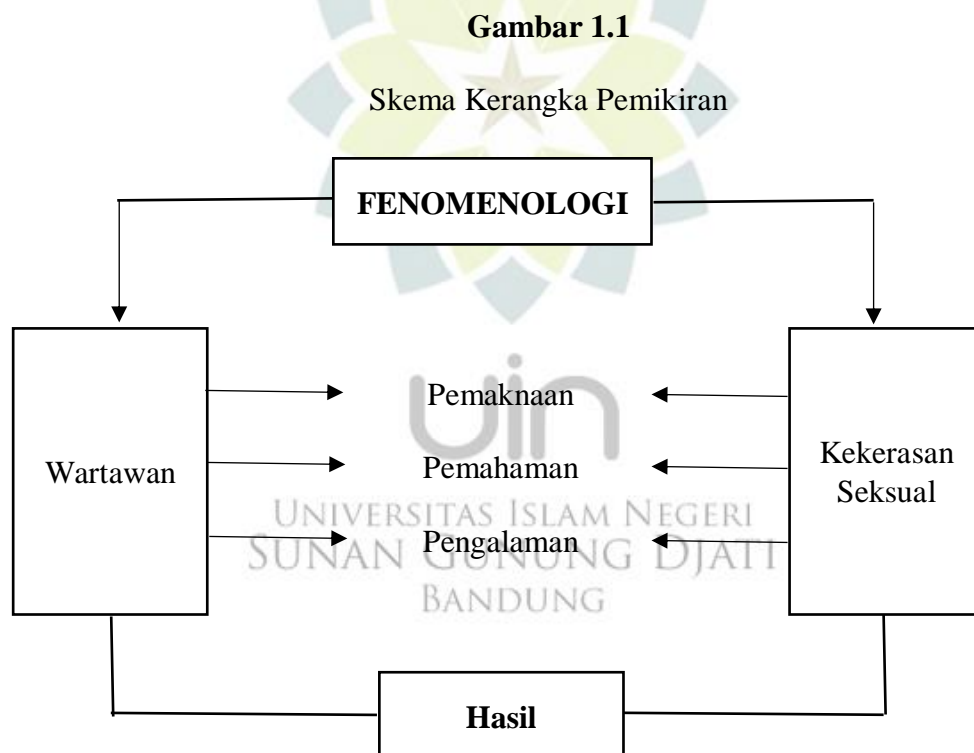 Gambar 1.1
Skema Kerangka Pemikiran
FENOMENOLOGI
Wartawan
Pemaknaan
Pemahaman
Pengalaman
Kekerasan
Seksual
Hasil
uin
UNIVERSITAS ISLAM NEGERI
SUNAN GUNUNG DJATI
BANDUNG